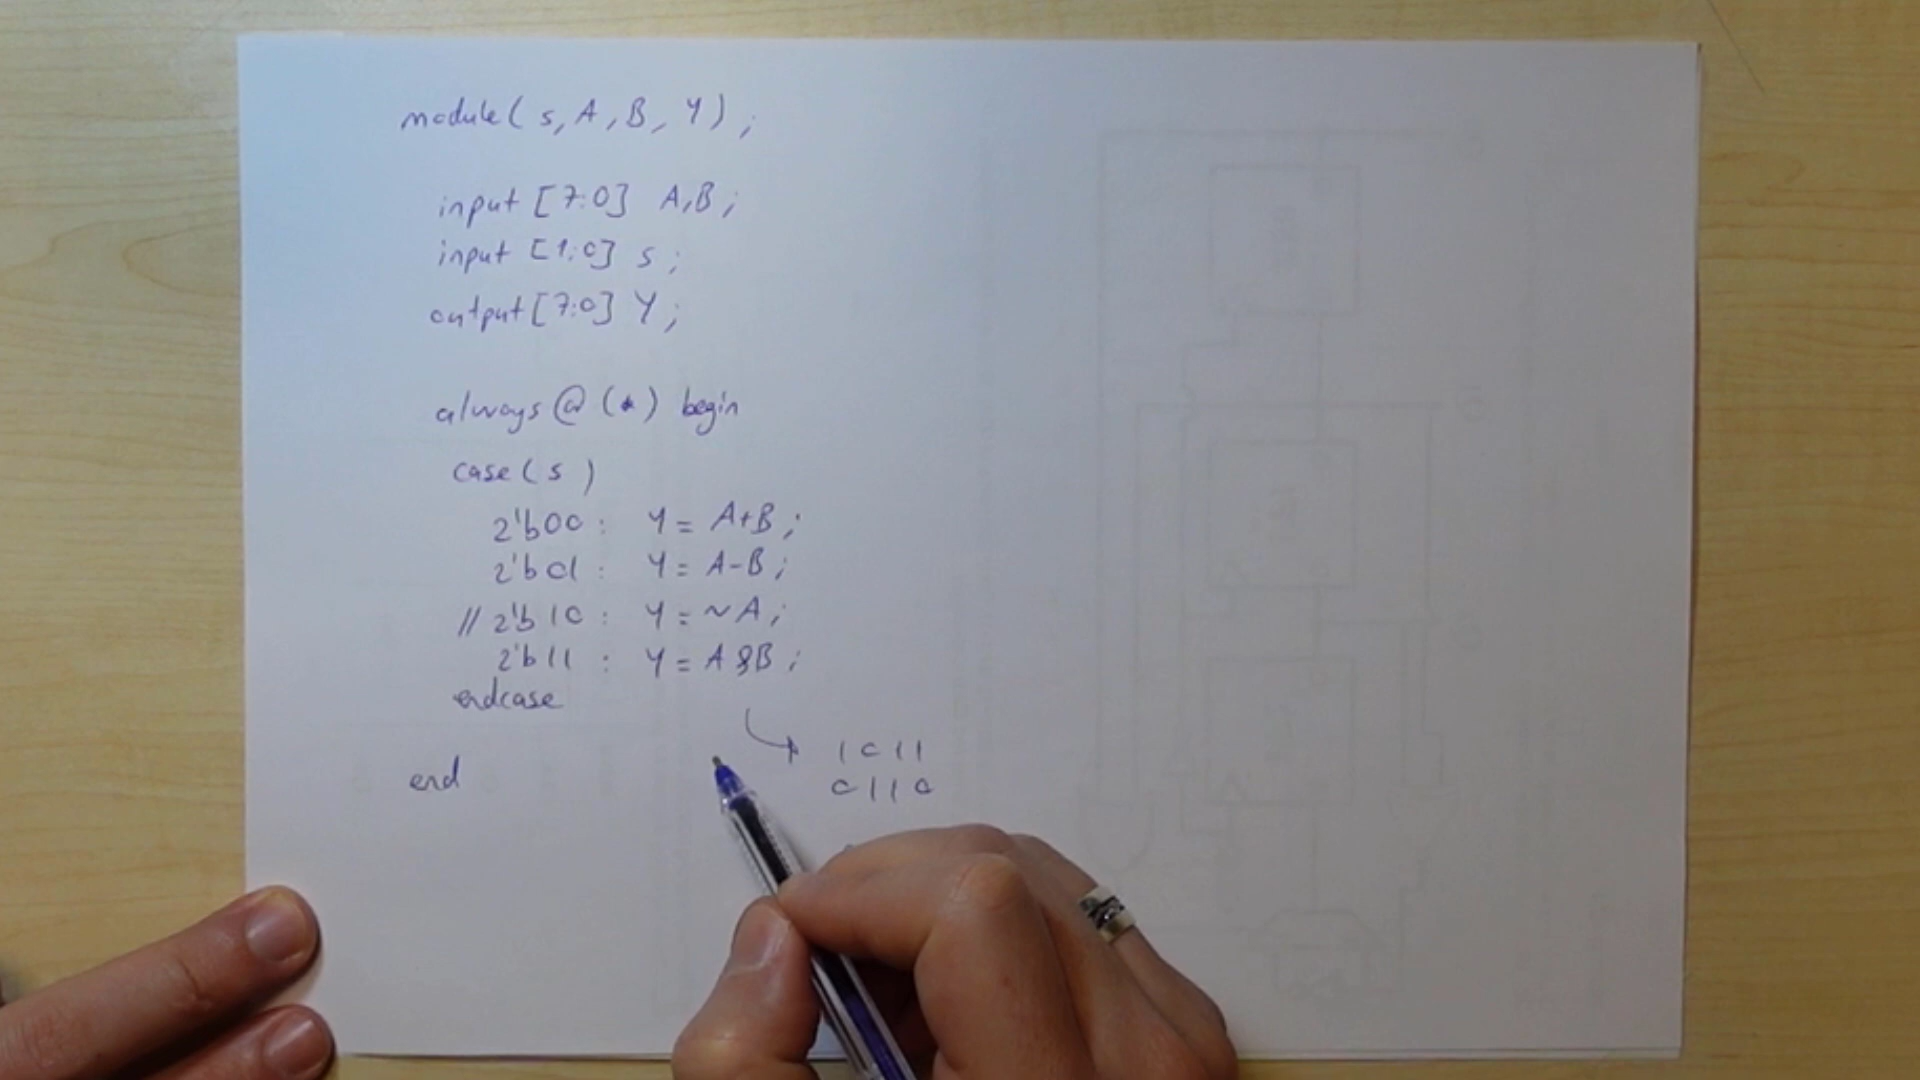 module( s, A, B, Y) ;
input [7:0] A,B ;
input [1:0] s ;
output [7:0] Y ;
always @ (*) begin
case ( s )
2'b00 : Y = A+B ;
2'b01 : Y = A-B ;
// 2'b10 : Y = ~A ;
2'b11 : Y = A&B ;
endcase
1011
0110
end